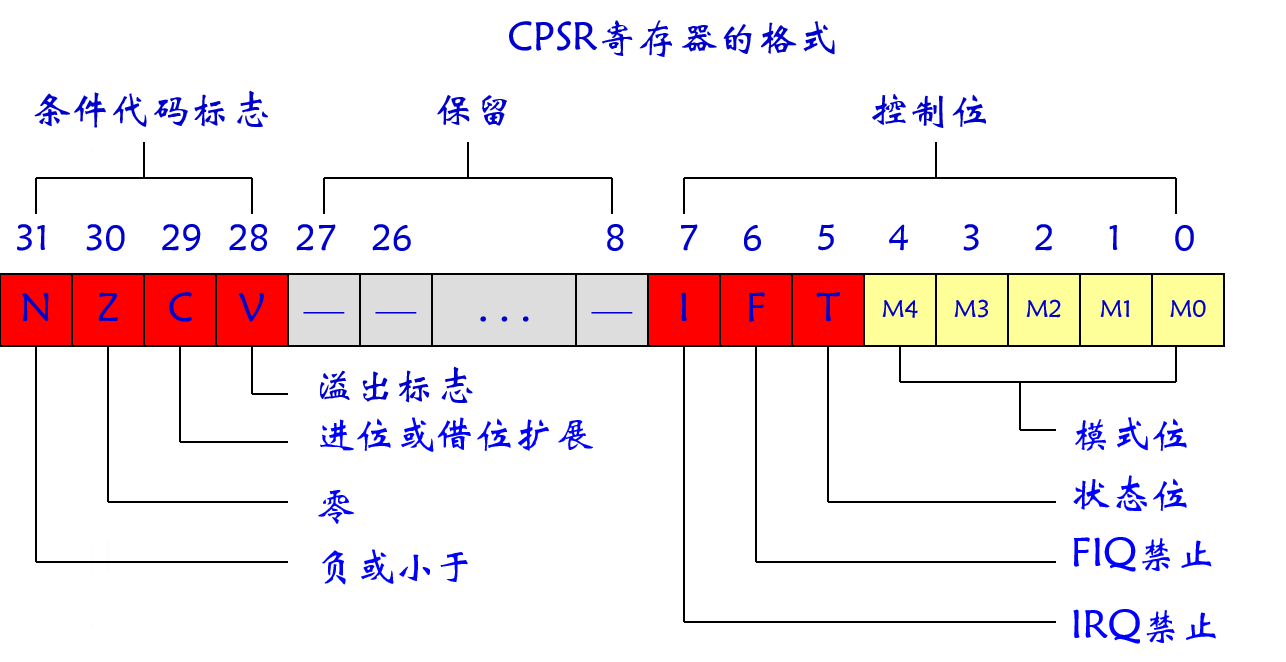 CPSR寄存器的格式
条件代码标志 保留 控制位
31 30 29 28 27 26 8 7 6 5 4 3 2 1 0
N Z C V — — ... — I F T M4 M3 M2 M1 M0
溢出标志
进位或借位扩展
模式位
零
状态位
负或小于
FIQ禁止
IRQ禁止